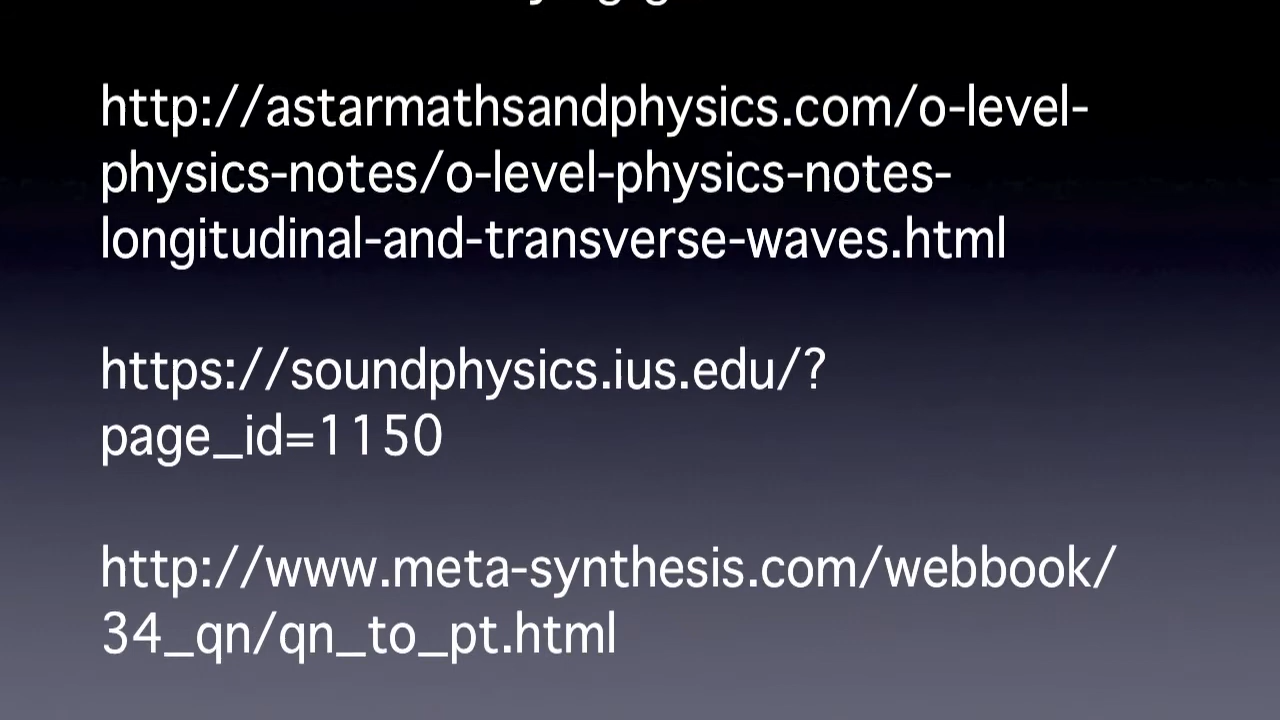 http://astarmathsandphysics.com/o-level-
physics-notes/o-level-physics-notes-
longitudinal-and-transverse-waves.html
https://soundphysics.ius.edu/?
page_id=1150
http://www.meta-synthesis.com/webbook/
34_qn/qn_to_pt.html